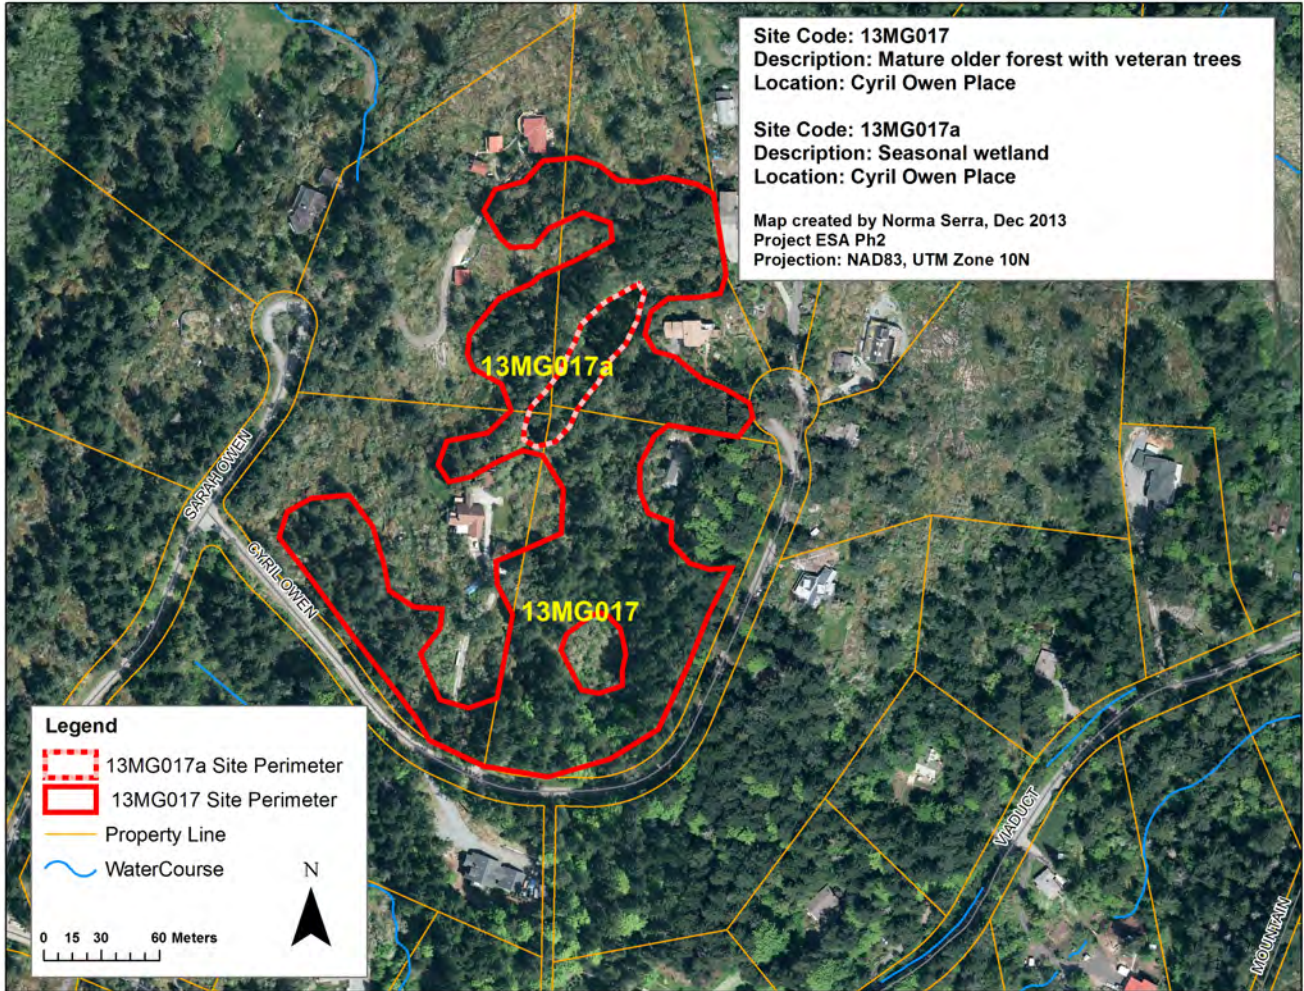 Site Code: 13MG017
Description: Mature older forest with veteran trees
Location: Cyril Owen Place
Site Code: 13MG017a
Description: Seasonal wetland
Location: Cyril Owen Place
Map created by Norma Serra, Dec 2013
Project ESA Ph2
Projection: NAD83, UTM Zone 10N
13MG017a
SARAH OWEN
CYRIL OWEN
13MG017
VIADUCT
MOUNTAIN
Legend
13MG017a Site Perimeter
13MG017 Site Perimeter
Property Line
WaterCourse
N
0 15 30 60 Meters